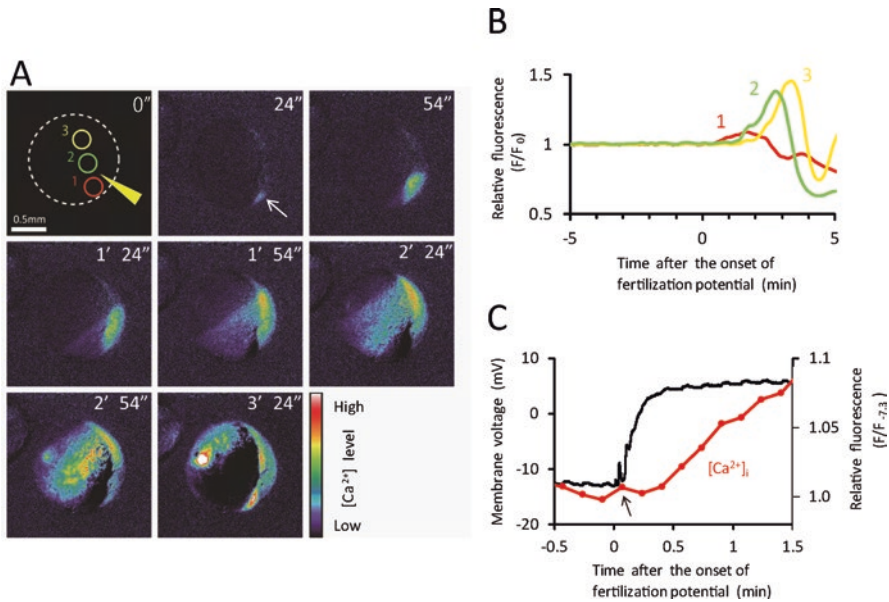 A
0”
3
2
1
0.5mm
24”
54”
1’ 24”
1’ 54”
2’ 24”
2’ 54”
3’ 24”
High
[Ca²⁺] level
Low
B
Relative fluorescence
(F/F₀)
1.5
1
0.5
1
2
3
-5
0
5
Time after the onset of
fertilization potential (min)
C
Membrane voltage (mV)
10
0
-10
-20
[Ca²⁺]ᵢ
1.1
1.05
1.0
Relative fluorescence
(F/F₋₇.₃)
-0.5
0
0.5
1
1.5
Time after the onset of
fertilization potential (min)